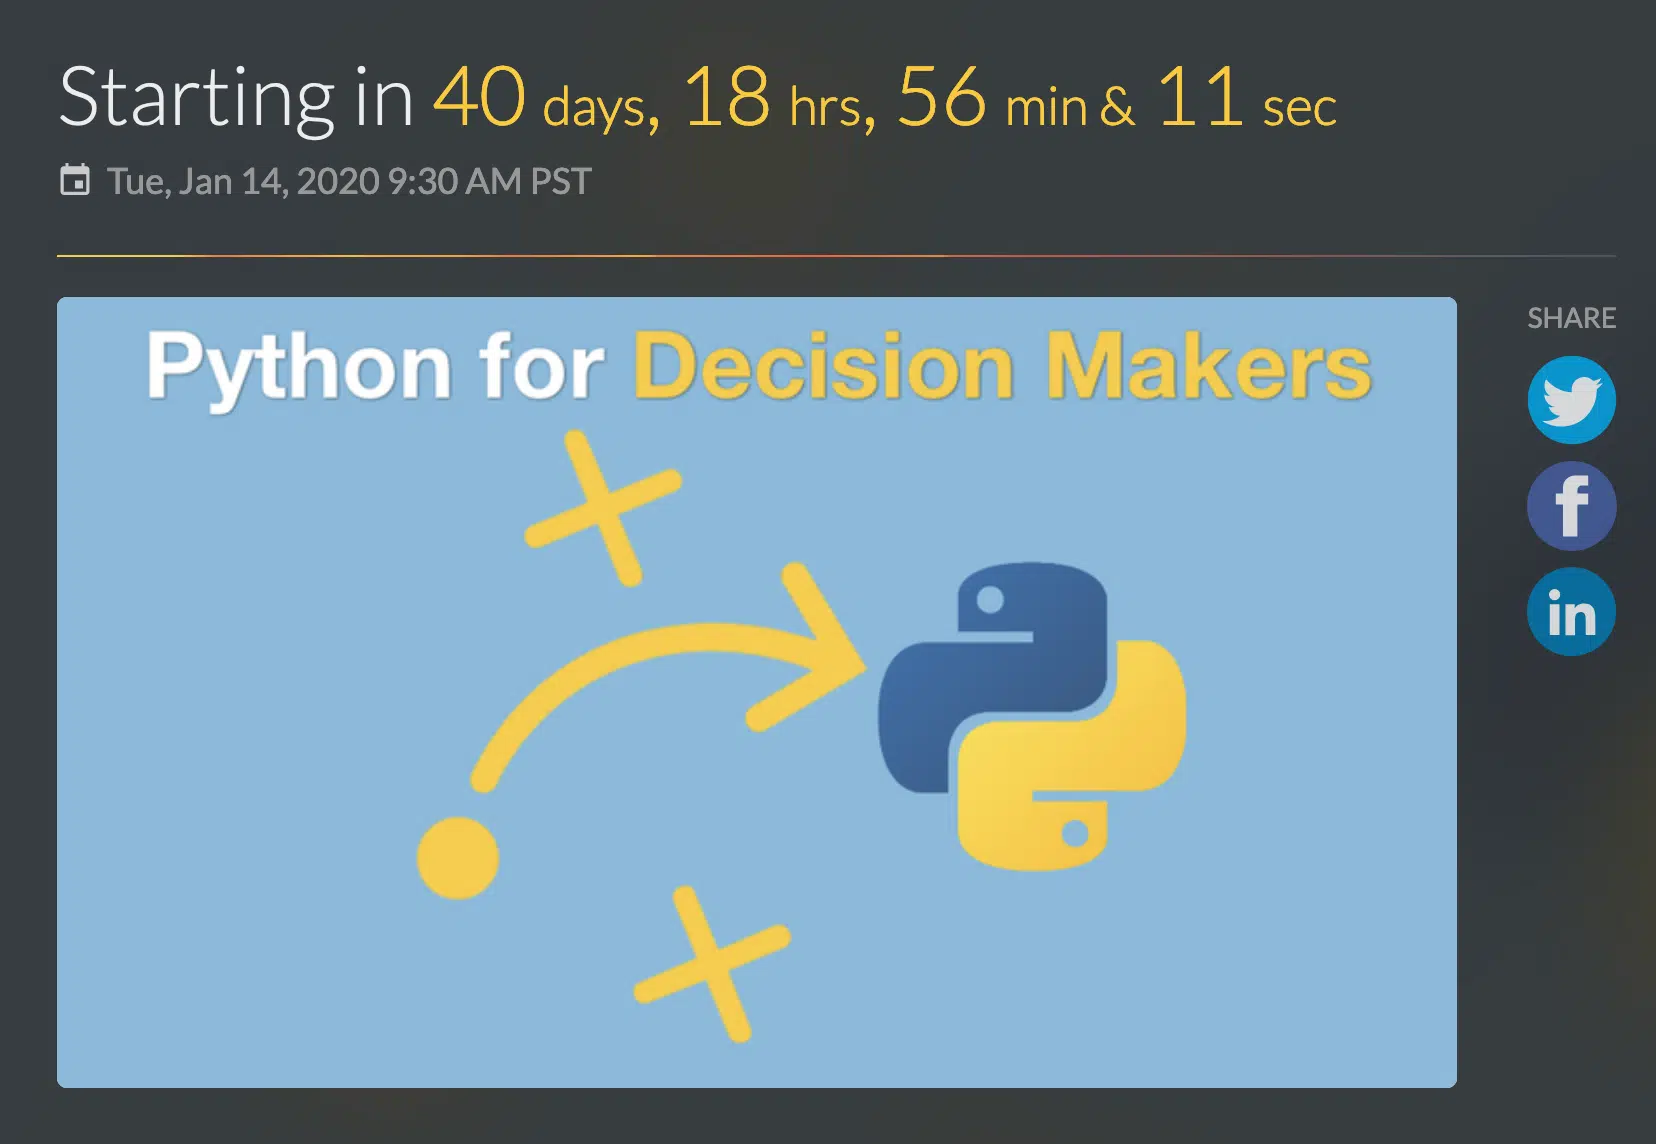 Starting in 40 days, 18 hrs, 56 min & 11 sec
Tue, Jan 14, 2020 9:30 AM PST
Python for Decision Makers
SHARE
f
in